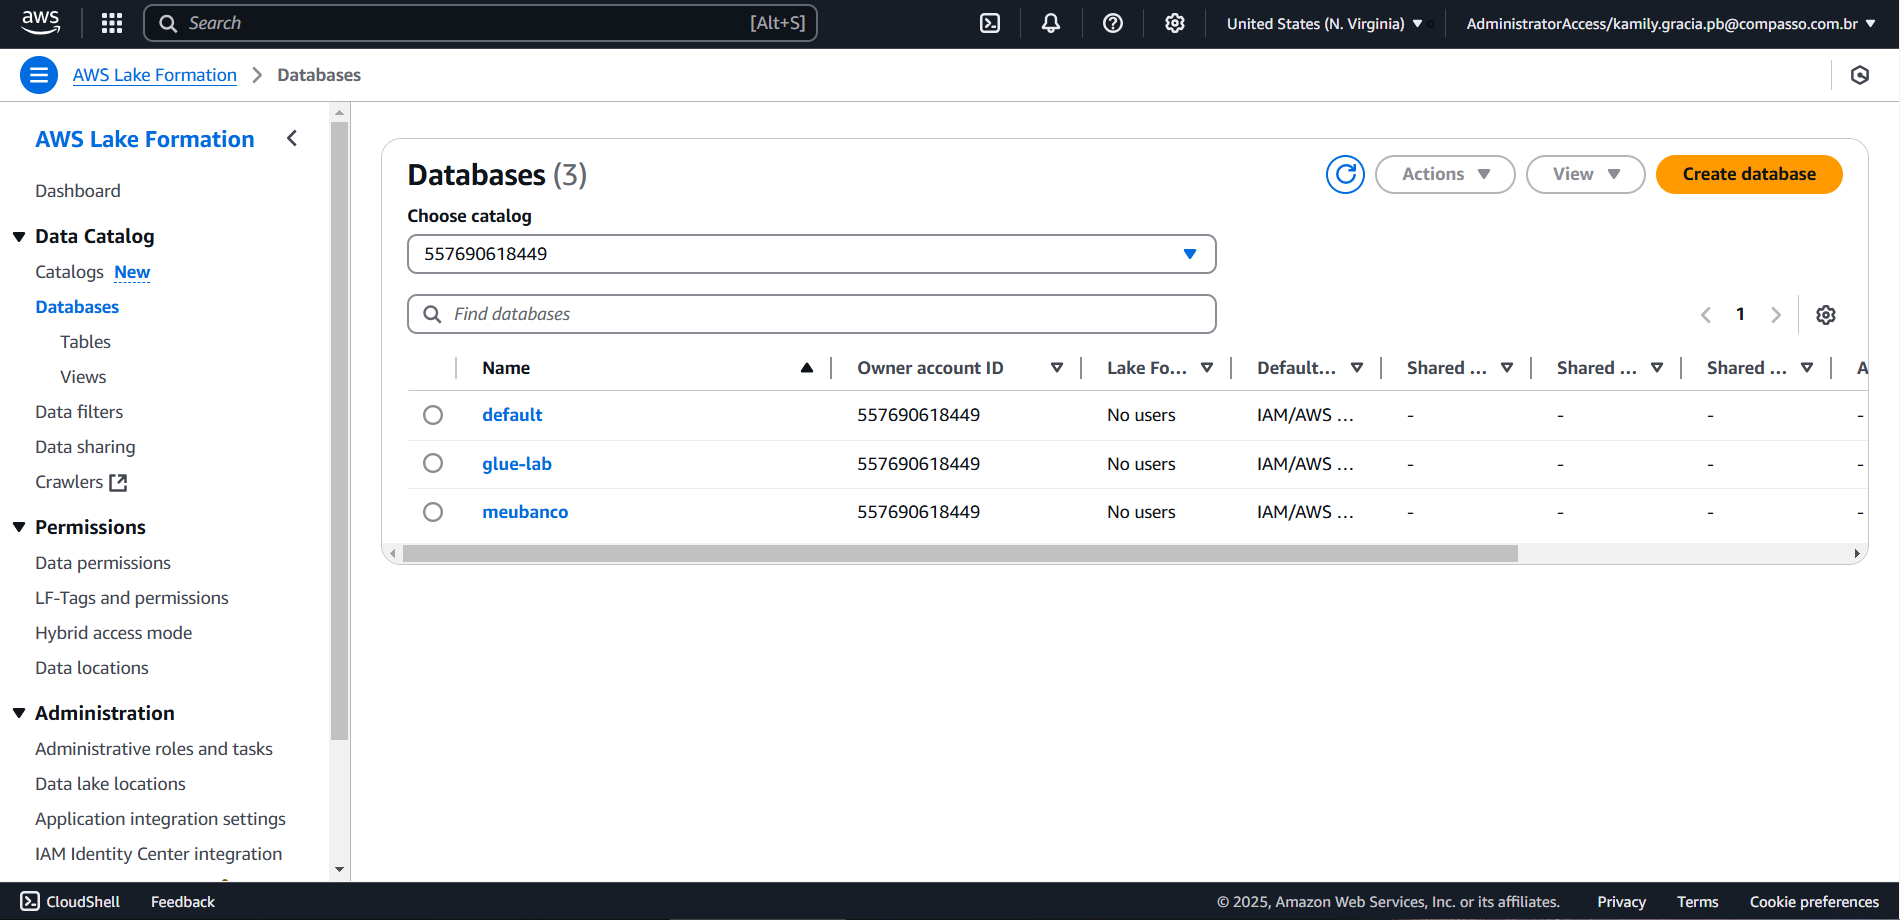 aws
Search [Alt+S]
United States (N. Virginia)
AdministratorAccess/kamily.gracia.pb@compasso.com.br
AWS Lake Formation
Databases
AWS Lake Formation
Dashboard
Data Catalog
Catalogs New
Databases
Tables
Views
Data filters
Data sharing
Crawlers
Permissions
Data permissions
LF-Tags and permissions
Hybrid access mode
Data locations
Administration
Administrative roles and tasks
Data lake locations
Application integration settings
IAM Identity Center integration
Databases (3)
Actions
View
Create database
Choose catalog
557690618449
Find databases
1
Name Owner account ID Lake Fo... Default... Shared ... Shared ... Shared ... A
default 557690618449 No users IAM/AWS ... - - - -
glue-lab 557690618449 No users IAM/AWS ... - - - -
meubanco 557690618449 No users IAM/AWS ... - - - -
CloudShell Feedback © 2025, Amazon Web Services, Inc. or its affiliates. Privacy Terms Cookie preferences